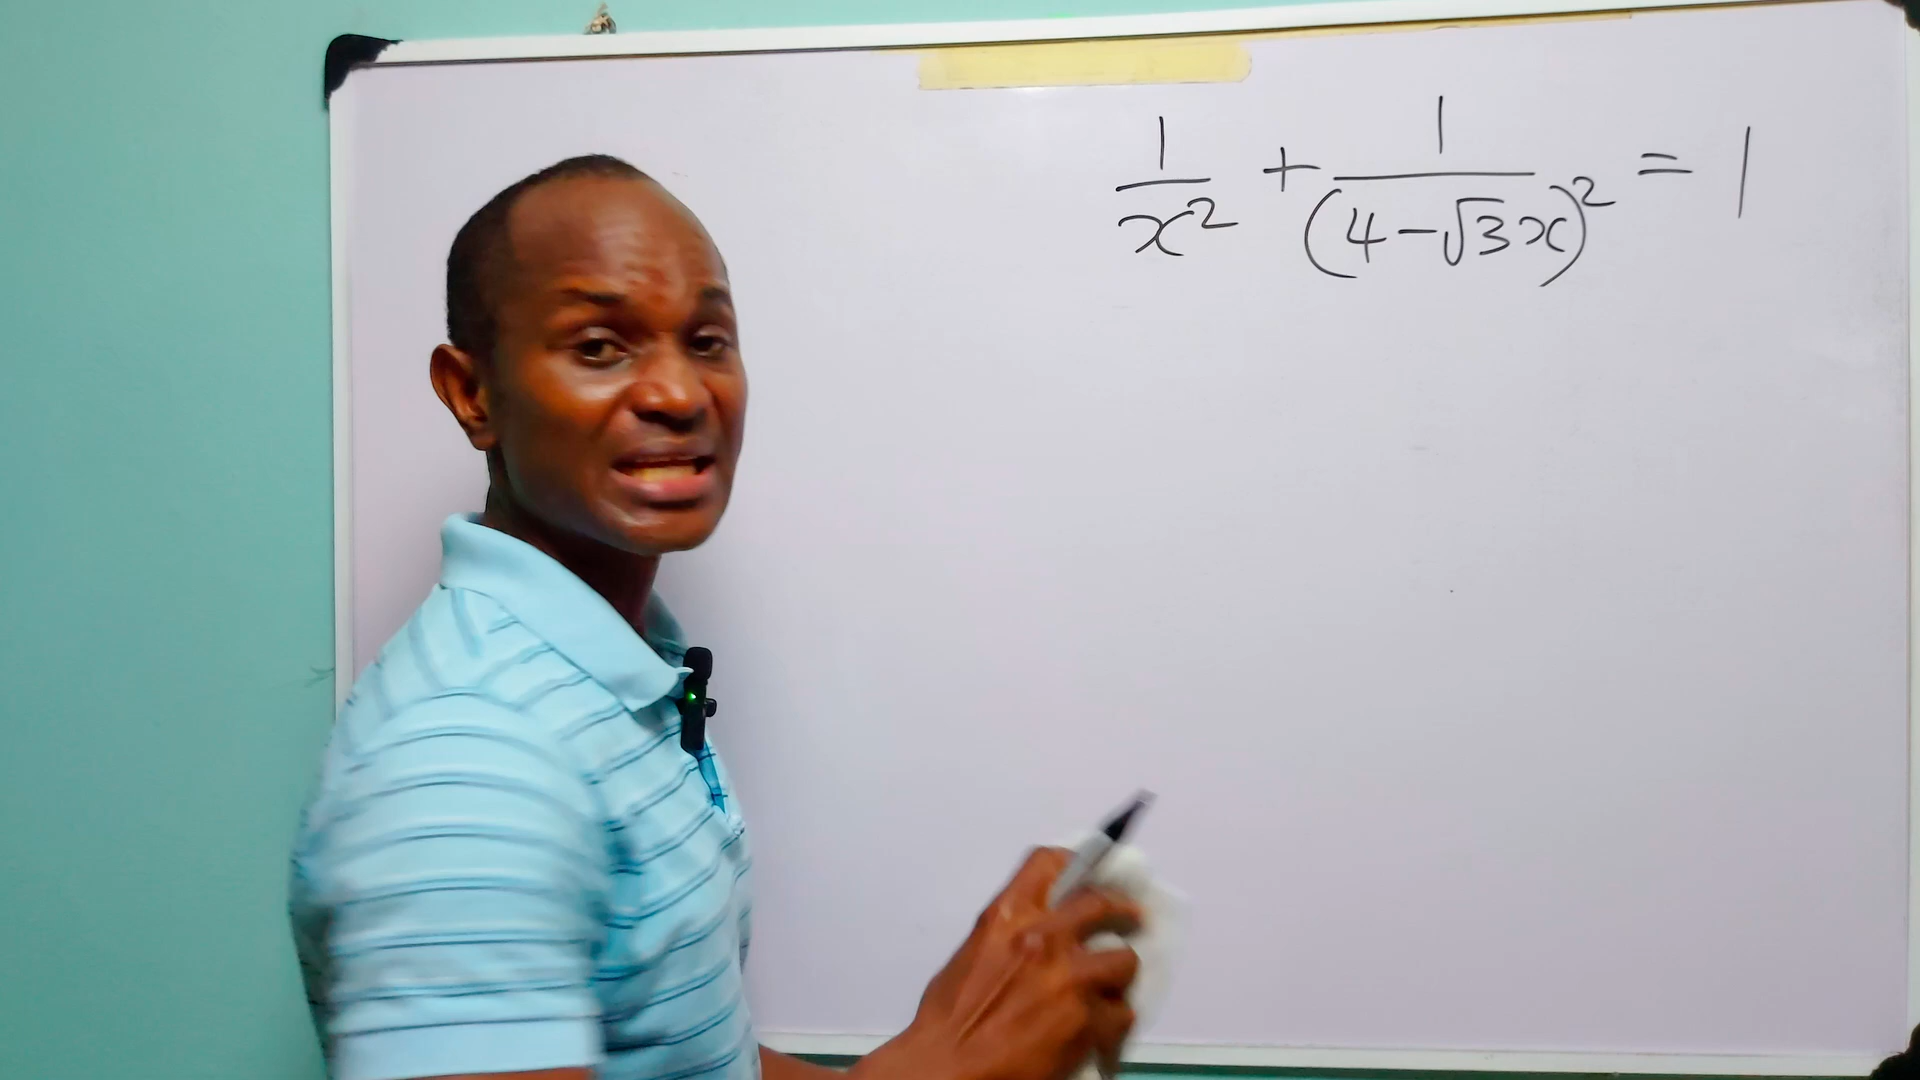 1/x² + 1/(4-√3x)² = 1